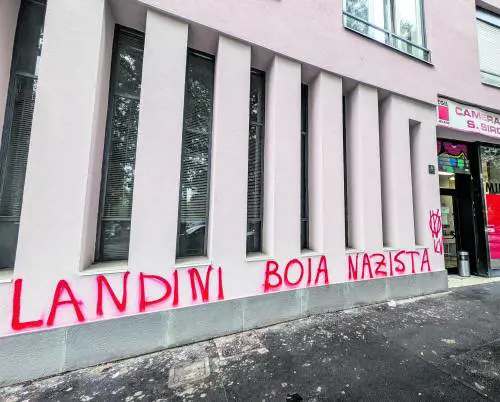 CAMERA
S. SIRO
LANDINI BOIA NAZISTA